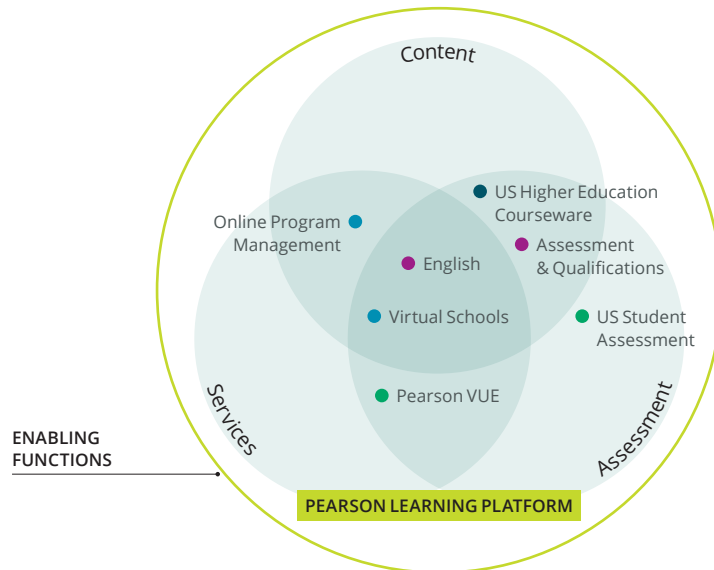 Content
US Higher Education
Courseware
Online Program
Management
Assessment
& Qualifications
English
Virtual Schools
US Student
Assessment
Pearson VUE
Services
Assessment
ENABLING
FUNCTIONS
PEARSON LEARNING PLATFORM